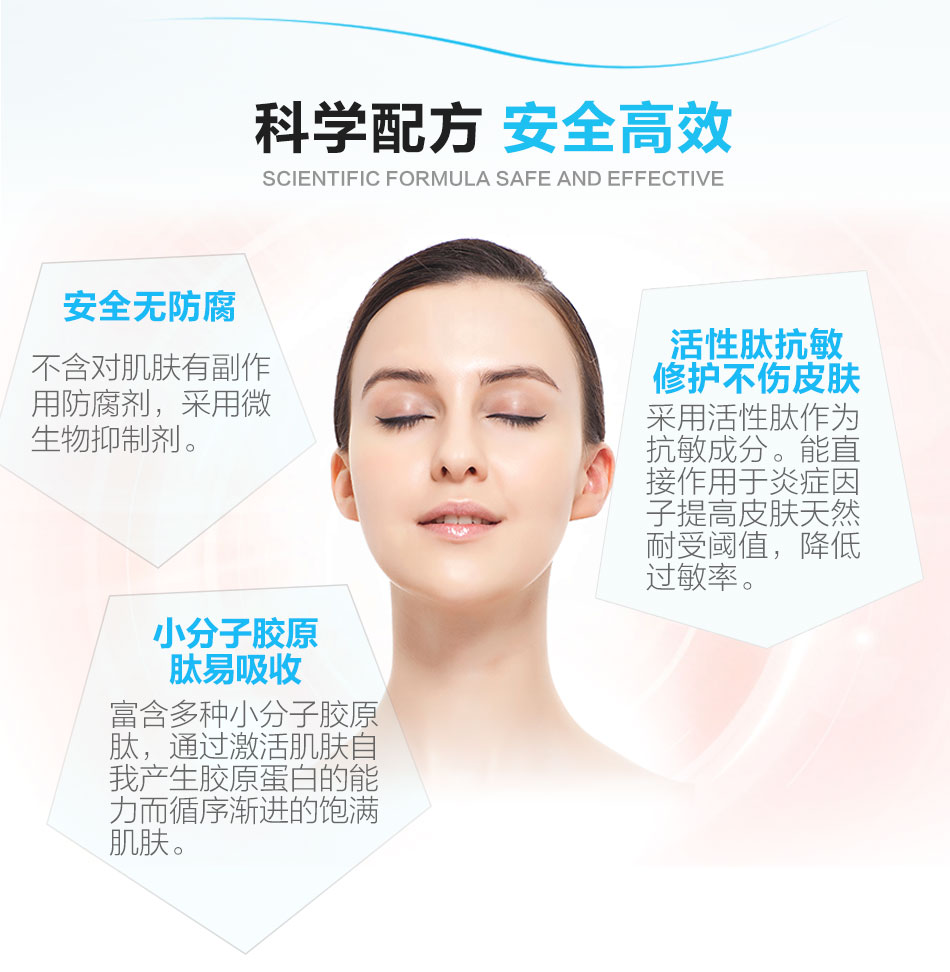 科学配方 安全高效
SCIENTIFIC FORMULA SAFE AND EFFECTIVE
安全无防腐
不含对肌肤有副作
用防腐剂，采用微
生物抑制剂。
活性肽抗敏
修护不伤皮肤
采用活性肽作为
抗敏成分。能直
接作用于炎症因
子提高皮肤天然
耐受阈值，降低
过敏率。
小分子胶原
肽易吸收
富含多种小分子胶原
肽，通过激活肌肤自
我产生胶原蛋白的能
力而循序渐进的饱满
肌肤。